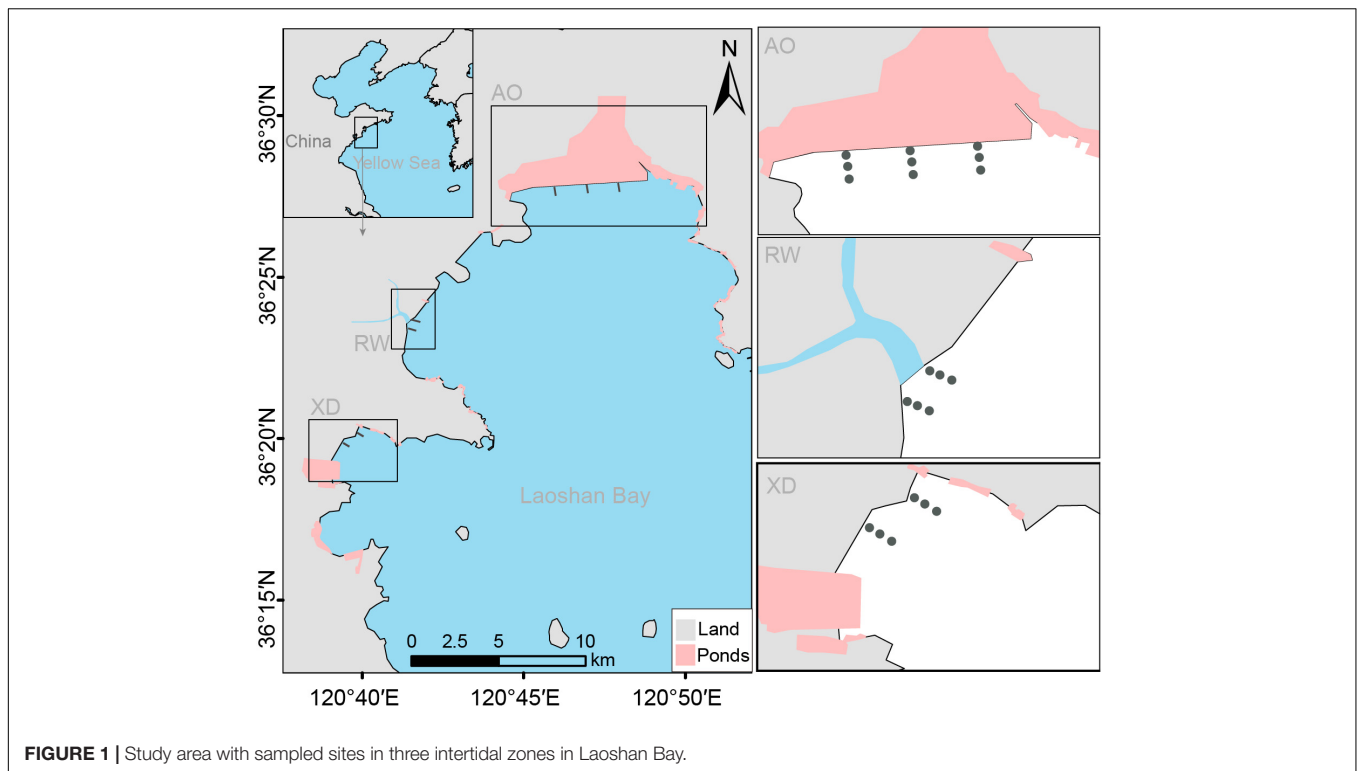 N
AO
36°30′N
China
Yellow Sea
36°25′N
RW
XD
36°20′N
Laoshan Bay
36°15′N
0 2.5 5 10
km
Land
Ponds
120°40′E 120°45′E 120°50′E
AO
RW
XD
FIGURE 1 | Study area with sampled sites in three intertidal zones in Laoshan Bay.